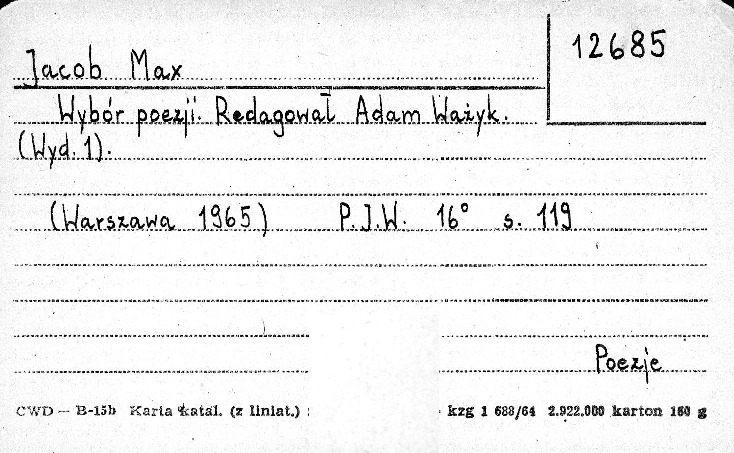 12685
Jacob Max
Wybór poezji. Redagował Adam Ważyk.
(Wyd. 1).
(Warszawa 1965) P.I.W. 16° s. 119
Poezje
CWD — B-15b Karta katal. (z liniat.) : kzg 1 688/64 2.922.000 karton 160 g